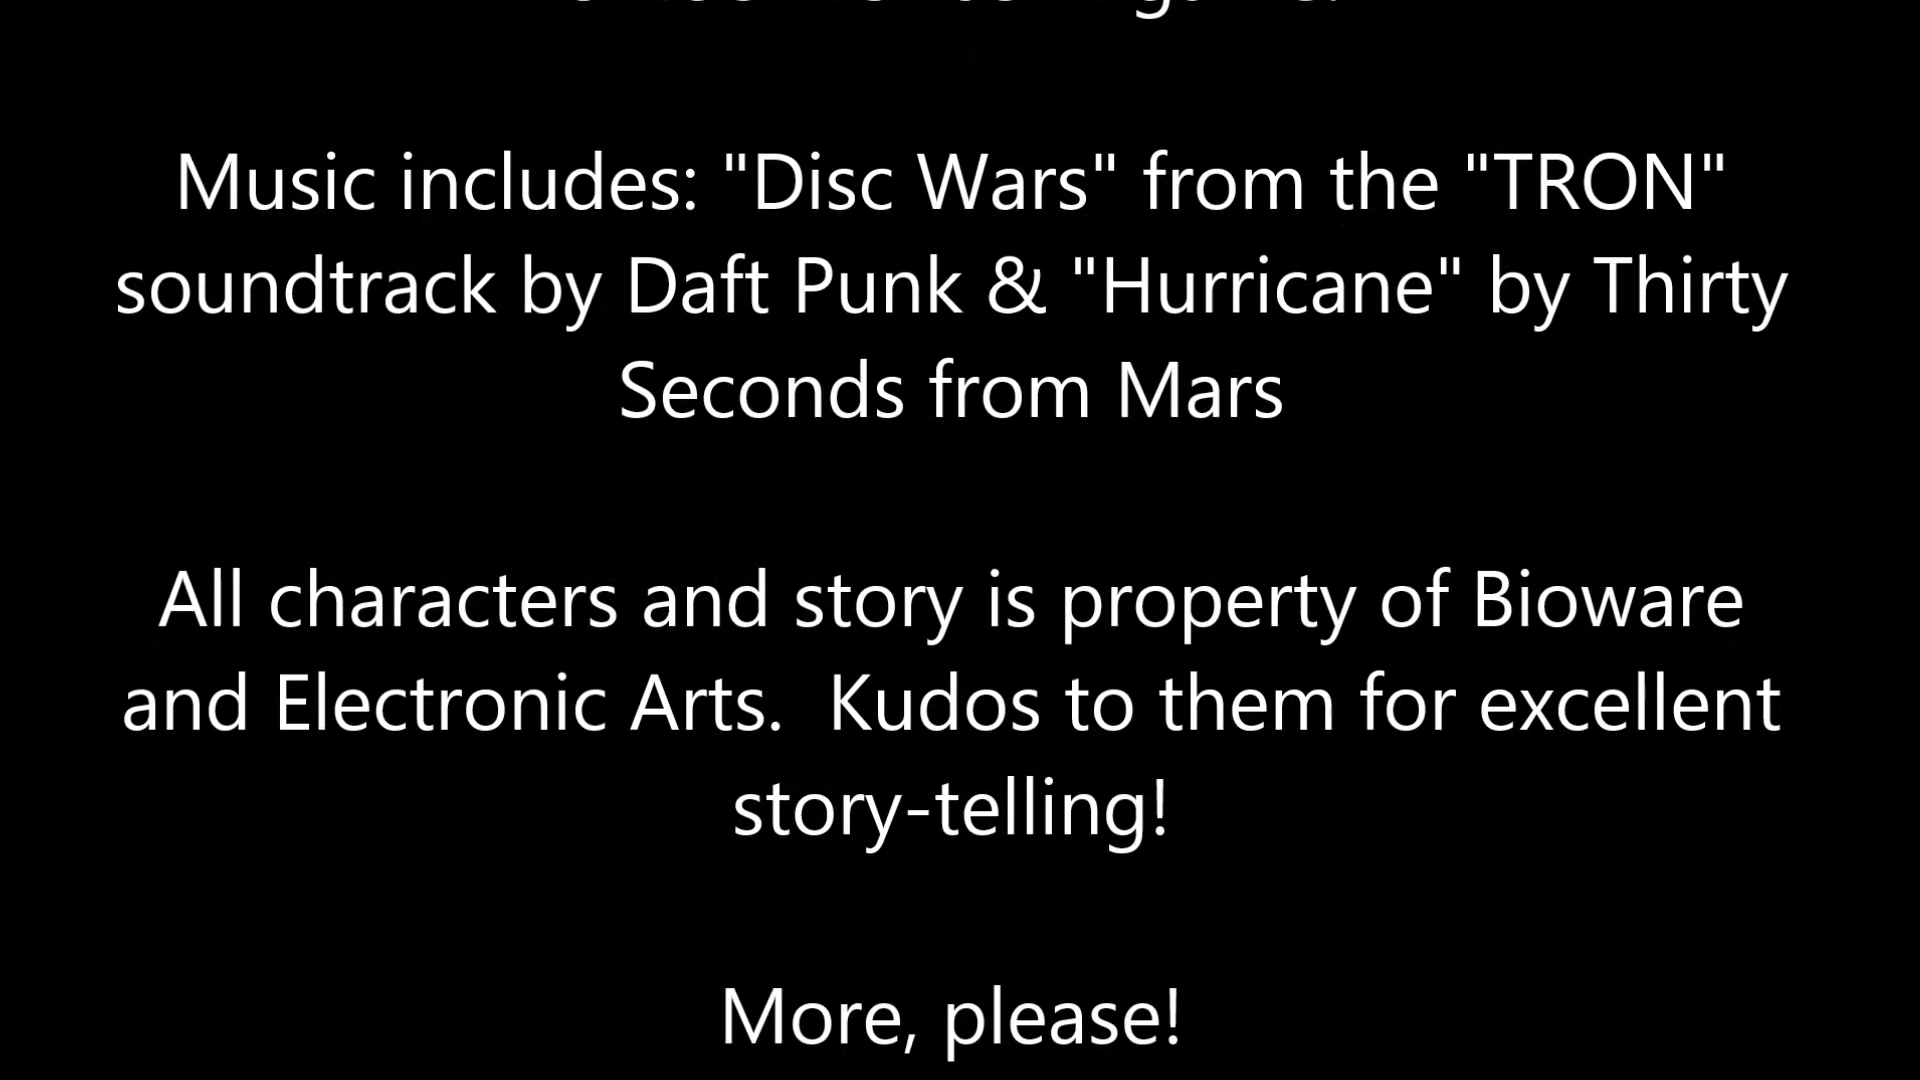 Music includes: "Disc Wars" from the "TRON"
soundtrack by Daft Punk & "Hurricane" by Thirty
Seconds from Mars
All characters and story is property of Bioware
and Electronic Arts.  Kudos to them for excellent
story-telling!
More, please!